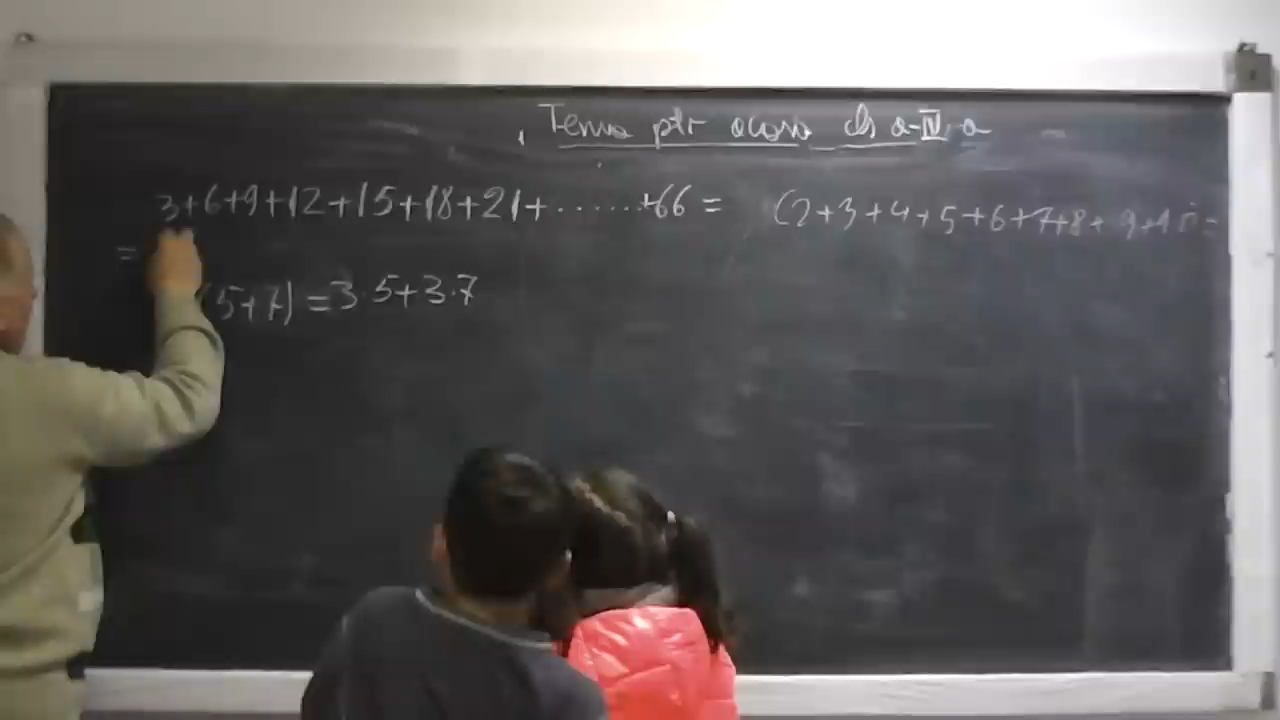 Tema ptr acasa cls a-IV-a
3+6+9+12+15+18+21+.......+66= (2+3+4+5+6+7+8+9+10=
=
(5+7)=3·5+3·7